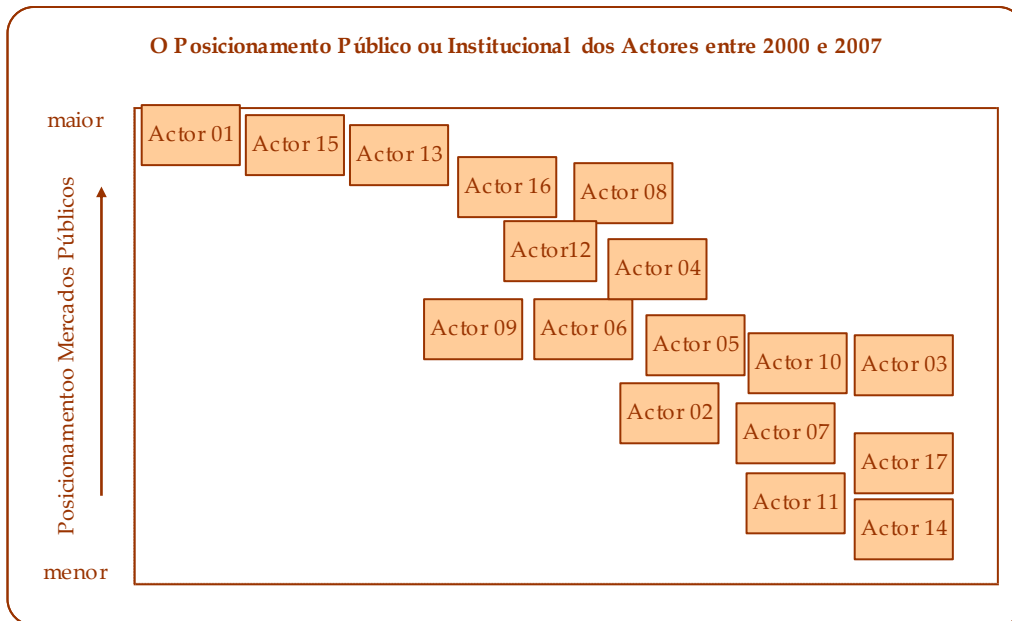 O Posicionamento Público ou Institucional dos Actores entre 2000 e 2007
maior
Posicionamentoo Mercados Públicos
menor
Actor 01
Actor 15
Actor 13
Actor 16
Actor 08
Actor12
Actor 04
Actor 09
Actor 06
Actor 05
Actor 10
Actor 03
Actor 02
Actor 07
Actor 17
Actor 11
Actor 14